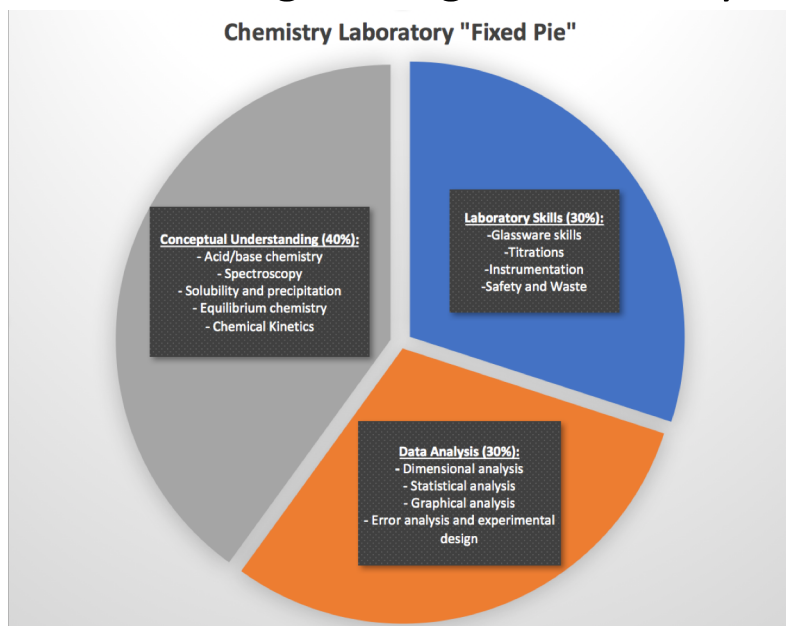 Chemistry Laboratory "Fixed Pie"
Laboratory Skills (30%):
-Glassware skills
-Titrations
-Instrumentation
-Safety and Waste
Conceptual Understanding (40%):
- Acid/base chemistry
- Spectroscopy
- Solubility and precipitation
- Equilibrium chemistry
- Chemical Kinetics
Data Analysis (30%):
- Dimensional analysis
- Statistical analysis
- Graphical analysis
- Error analysis and experimental
design